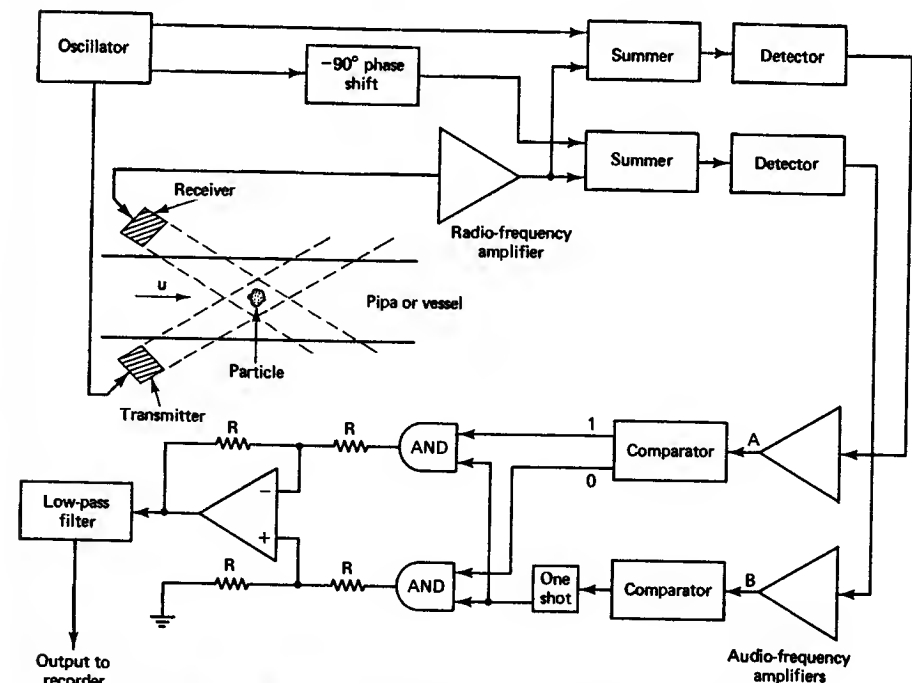 Oscillator
Summer
Detector
−90° phase
shift
Summer
Detector
Receiver
Radio-frequency
amplifier
u
Pipa or vessel
Particle
Transmitter
R
R
AND
1
0
Comparator
A
Low-pass
filter
−
+
R
R
AND
One
shot
Comparator
B
Output to
recorder
Audio-frequency
amplifiers